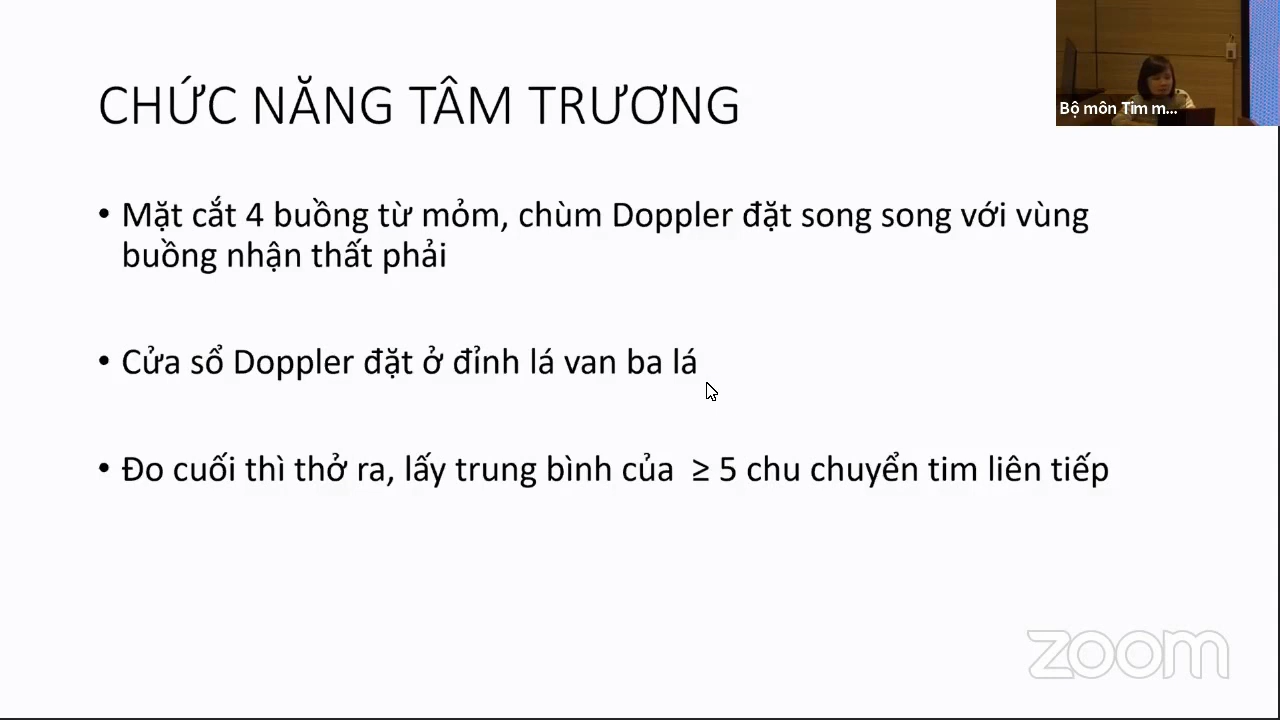 CHỨC NĂNG TÂM TRƯƠNG
Bộ môn Tim m...
• Mặt cắt 4 buồng từ mỏm, chùm Doppler đặt song song với vùng
buồng nhận thất phải
• Cửa sổ Doppler đặt ở đỉnh lá van ba lá
• Đo cuối thì thở ra, lấy trung bình của ≥ 5 chu chuyển tim liên tiếp
zoom